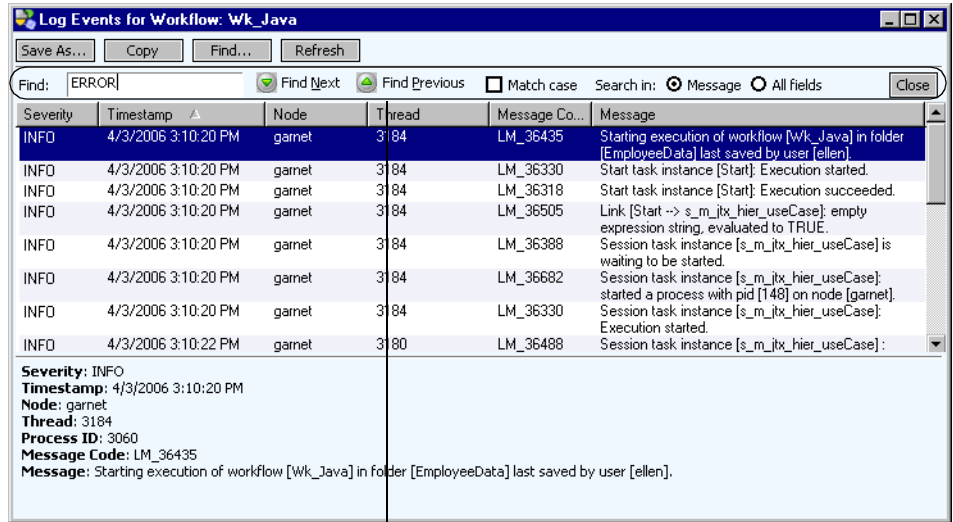 Log Events for Workflow: Wk_Java
Save As... Copy Find... Refresh
Find: ERROR Find Next Find Previous Match case Search in: Message All fields Close
Severity Timestamp Node Thread Message Co... Message
INFO 4/3/2006 3:10:20 PM garnet 3184 LM_36435 Starting execution of workflow [Wk_Java] in folder
[EmployeeData] last saved by user [ellen].
INFO 4/3/2006 3:10:20 PM garnet 3184 LM_36330 Start task instance [Start]: Execution started.
INFO 4/3/2006 3:10:20 PM garnet 3184 LM_36318 Start task instance [Start]: Execution succeeded.
INFO 4/3/2006 3:10:20 PM garnet 3184 LM_36505 Link [Start --> s_m_jtx_hier_useCase]: empty
expression string, evaluated to TRUE.
INFO 4/3/2006 3:10:20 PM garnet 3184 LM_36388 Session task instance [s_m_jtx_hier_useCase] is
waiting to be started.
INFO 4/3/2006 3:10:20 PM garnet 3184 LM_36682 Session task instance [s_m_jtx_hier_useCase]:
started a process with pid [148] on node [garnet].
INFO 4/3/2006 3:10:20 PM garnet 3184 LM_36330 Session task instance [s_m_jtx_hier_useCase]:
Execution started.
INFO 4/3/2006 3:10:22 PM garnet 3180 LM_36488 Session task instance [s_m_jtx_hier_useCase] :
Severity: INFO
Timestamp: 4/3/2006 3:10:20 PM
Node: garnet
Thread: 3184
Process ID: 3060
Message Code: LM_36435
Message: Starting execution of workflow [Wk_Java] in folder [EmployeeData] last saved by user [ellen].